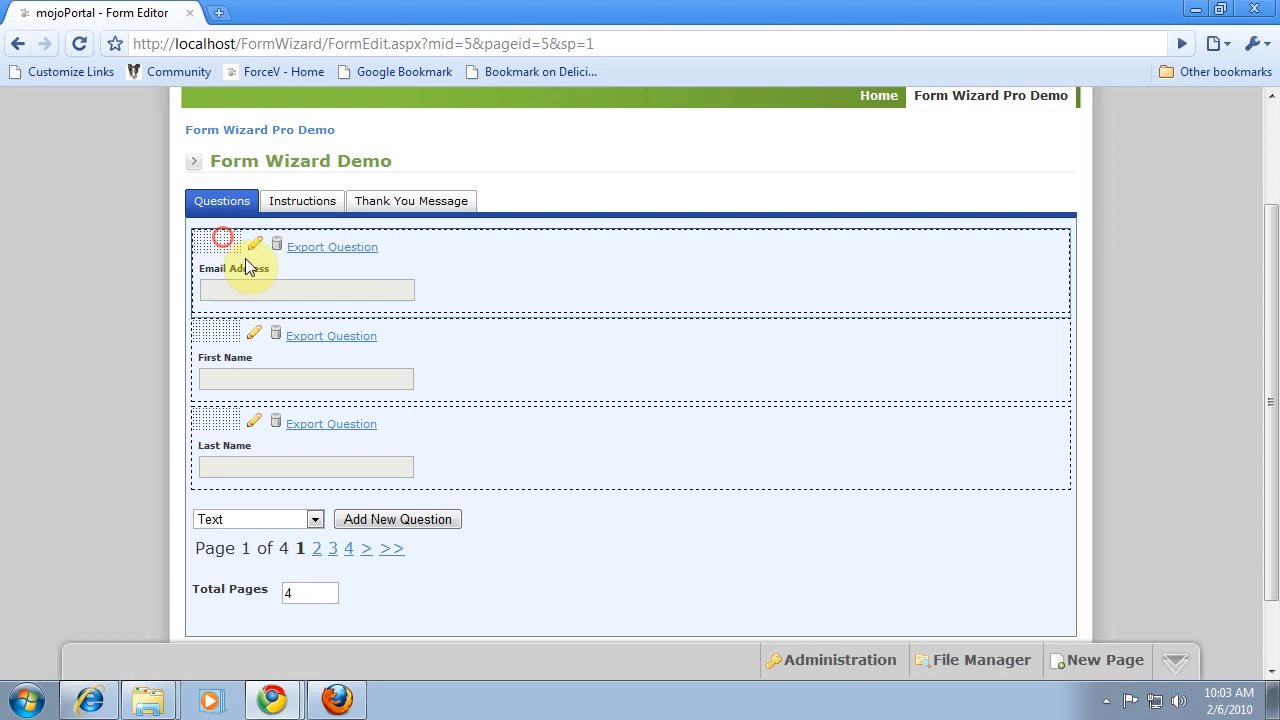 mojoPortal - Form Editor
http://localhost/FormWizard/FormEdit.aspx?mid=5&pageid=5&sp=1
Customize Links Community ForceV - Home Google Bookmark Bookmark on Delici... Other bookmarks
Home Form Wizard Pro Demo
Form Wizard Pro Demo
Form Wizard Demo
Questions Instructions Thank You Message
Export Question
Email Address
Export Question
First Name
Export Question
Last Name
Text Add New Question
Page 1 of 4 1 2 3 4 > >>
Total Pages 4
Administration File Manager New Page
10:03 AM
2/6/2010